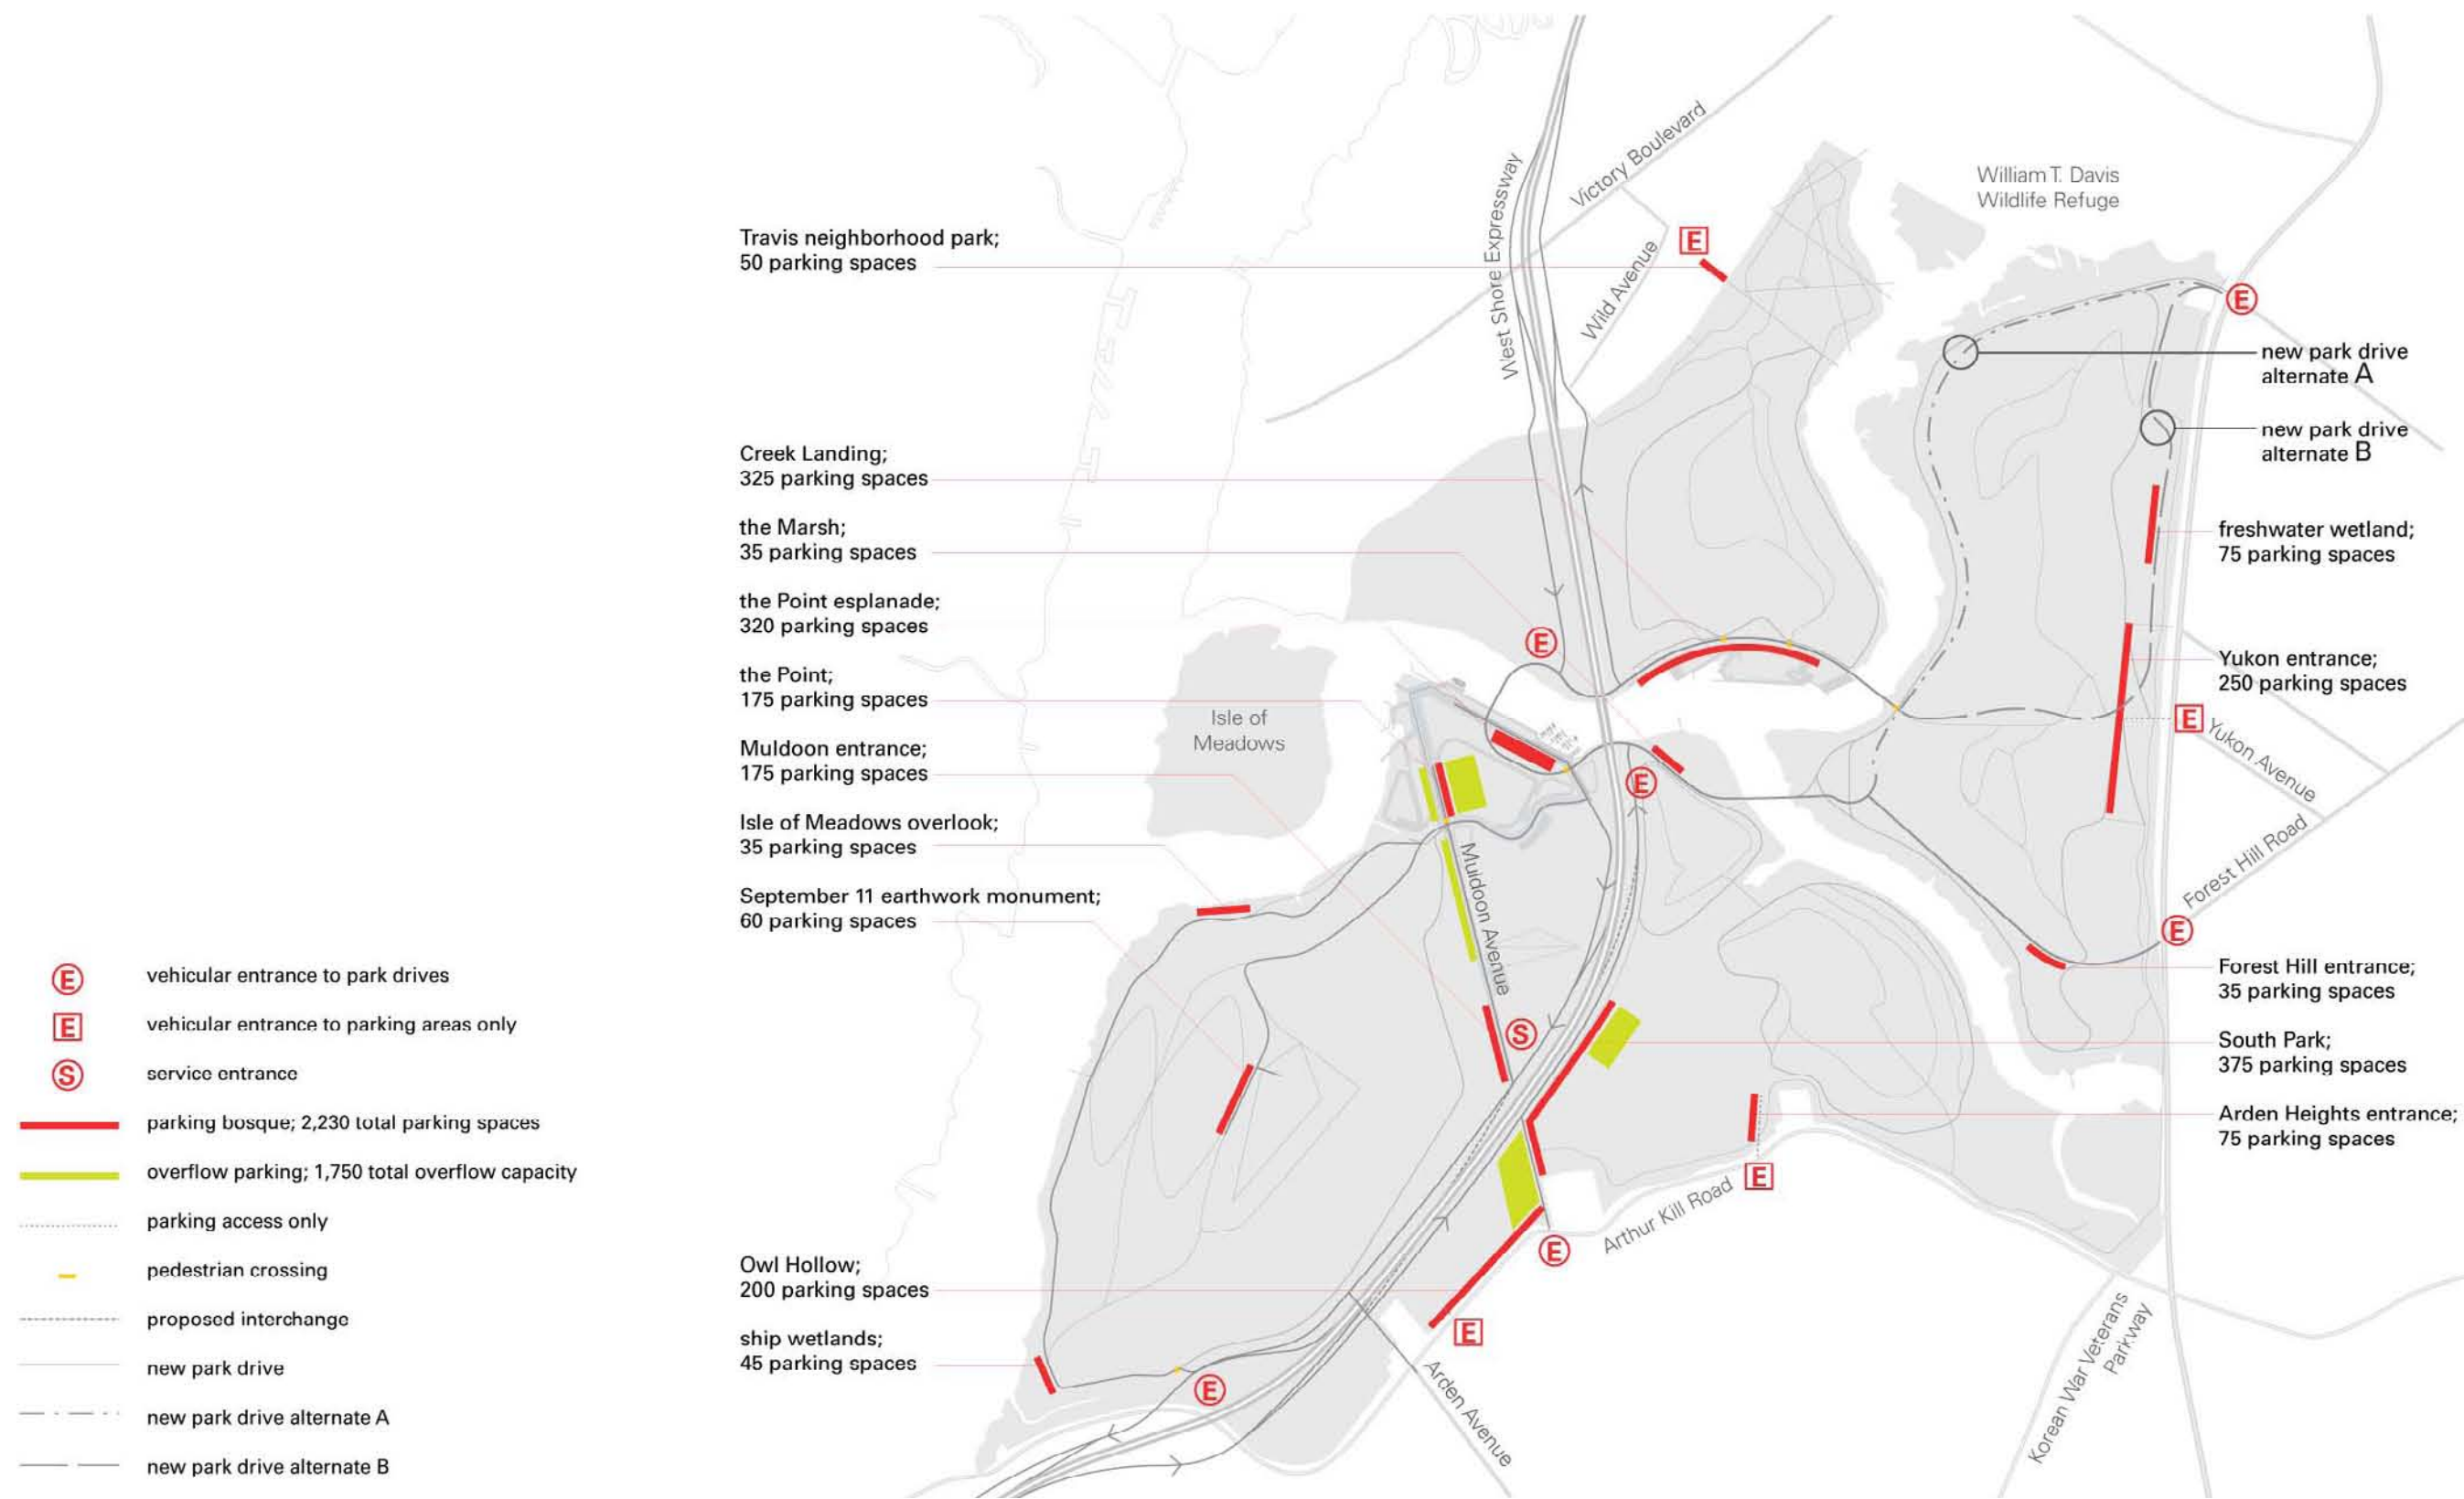 West Shore Expressway
Victory Boulevard
Wild Avenue
William T. Davis
Wildlife Refuge
Travis neighborhood park;
50 parking spaces
E
E
new park drive
alternate A
new park drive
alternate B
Creek Landing;
325 parking spaces
the Marsh;
35 parking spaces
the Point esplanade;
320 parking spaces
the Point;
175 parking spaces
Muldoon entrance;
175 parking spaces
Isle of Meadows overlook;
35 parking spaces
September 11 earthwork monument;
60 parking spaces
Isle of
Meadows
E
E
Muldoon Avenue
S
freshwater wetland;
75 parking spaces
Yukon entrance;
250 parking spaces
E
Yukon Avenue
Forest Hill Road
E
Forest Hill entrance;
35 parking spaces
South Park;
375 parking spaces
Arden Heights entrance;
75 parking spaces
E
Arthur Kill Road
E
E
Owl Hollow;
200 parking spaces
ship wetlands;
45 parking spaces
E
Arden Avenue
Korean War Veterans
Parkway
E
vehicular entrance to park drives
E
vehicular entrance to parking areas only
S
service entrance
parking bosque; 2,230 total parking spaces
overflow parking; 1,750 total overflow capacity
parking access only
pedestrian crossing
proposed interchange
new park drive
new park drive alternate A
new park drive alternate B